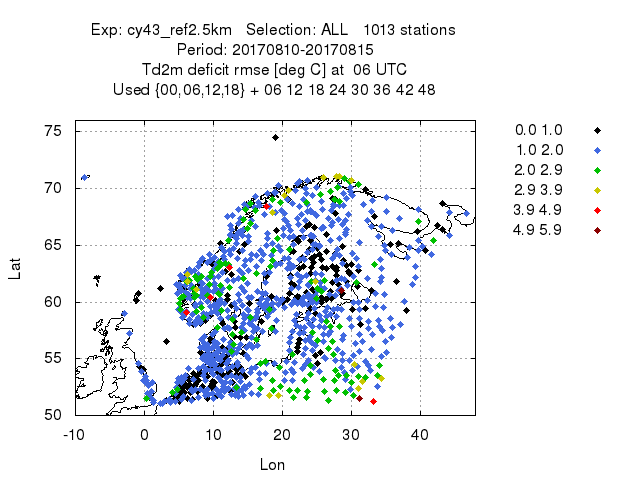 Exp: cy43_ref2.5km Selection: ALL 1013 stations
Period: 20170810-20170815
Td2m deficit rmse [deg C] at 06 UTC
Used {00,06,12,18} + 06 12 18 24 30 36 42 48
75
70
65
60
55
50
Lat
-10 0 10 20 30 40
Lon
0.0 1.0
1.0 2.0
2.0 2.9
2.9 3.9
3.9 4.9
4.9 5.9